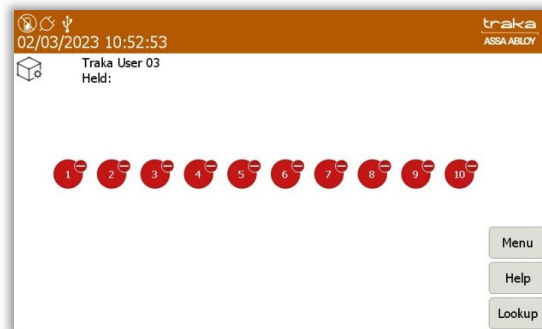 traka
02/03/2023 10:52:53
ASSA ABLOY
Traka User 03
Held:
1 2 3 4 5 6 7 8 9 10
Menu
Help
Lookup